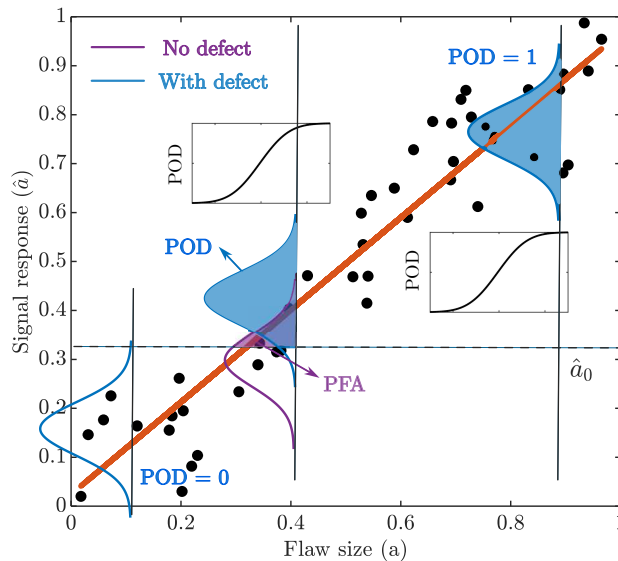 1
0.9
0.8
0.7
0.6
0.5
0.4
0.3
0.2
0.1
0
Signal response (â)
No defect
With defect
POD = 1
POD
POD
POD
PFA
â₀
POD = 0
0
0.2
0.4
0.6
0.8
1
Flaw size (a)